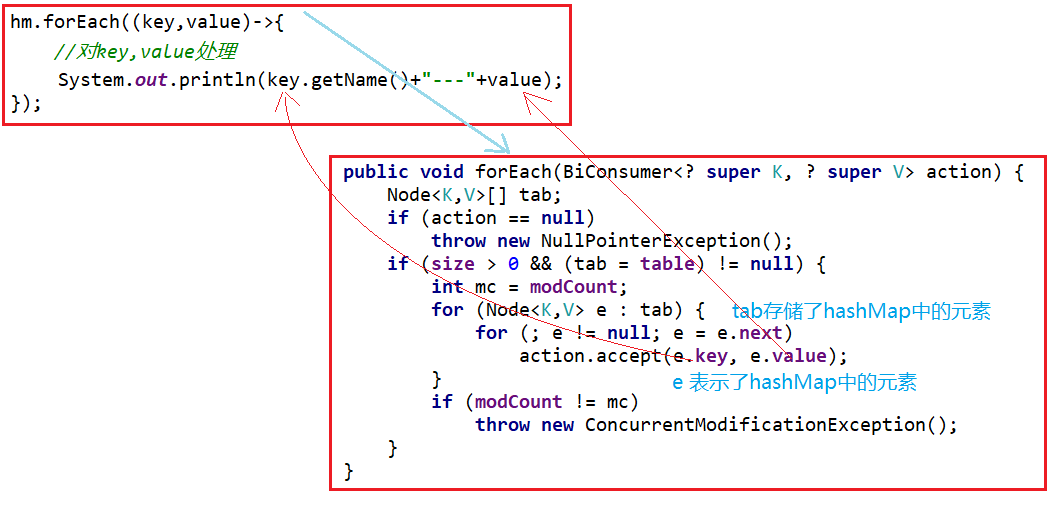 hm.forEach((key,value)->{
//对key,value处理
System.out.println(key.getName()+"---"+value);
});
public void forEach(BiConsumer<? super K, ? super V> action) {
Node<K,V>[] tab;
if (action == null)
throw new NullPointerException();
if (size > 0 && (tab = table) != null) {
int mc = modCount;
for (Node<K,V> e : tab) { tab存储了hashMap中的元素
for (; e != null; e = e.next)
action.accept(e.key, e.value);
} e 表示了hashMap中的元素
if (modCount != mc)
throw new ConcurrentModificationException();
}
}